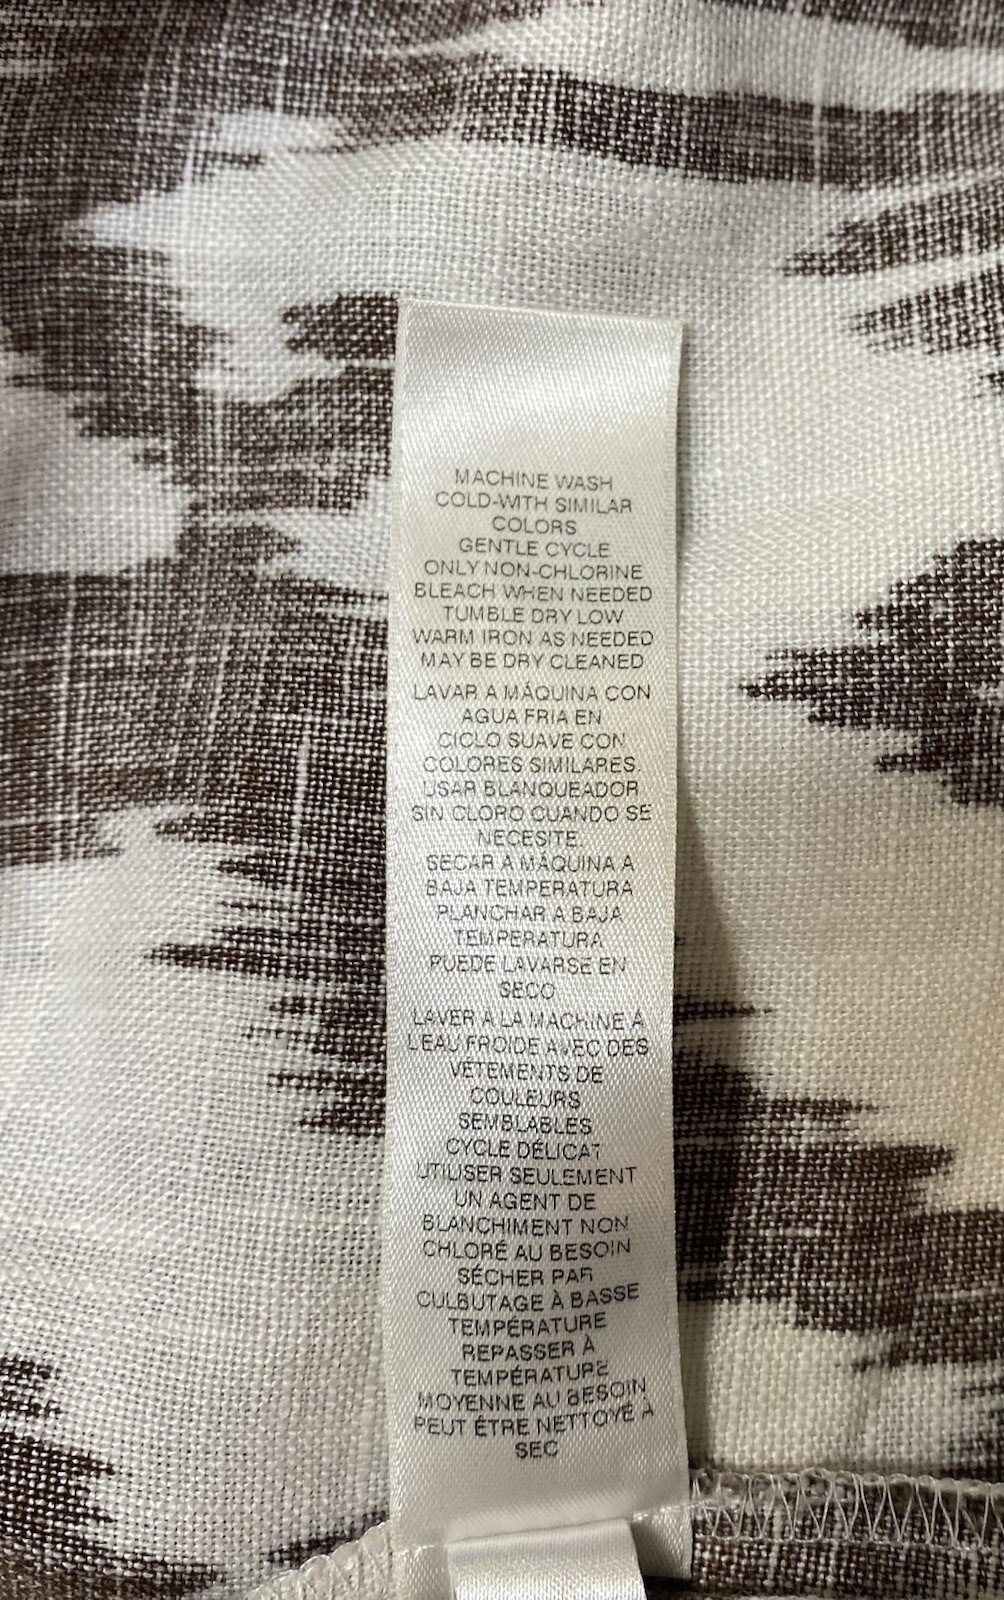 MACHINE WASH
COLD-WITH SIMILAR
COLORS
GENTLE CYCLE
ONLY NON-CHLORINE
BLEACH WHEN NEEDED
TUMBLE DRY LOW
WARM IRON AS NEEDED
MAY BE DRY CLEANED
LAVAR A MÁQUINA CON
AGUA FRIA EN
CICLO SUAVE CON
COLORES SIMILARES.
USAR BLANQUEADOR
SIN CLORO CUANDO SE
NECESITE.
SECAR A MÁQUINA A
BAJA TEMPERATURA
PLANCHAR A BAJA
TEMPERATURA
PUEDE LAVARSE EN
SECO
LAVER À LA MACHINE À
L'EAU FROIDE AVEC DES
VÊTEMENTS DE
COULEURS
SEMBLABLES
CYCLE DÉLICAT
UTILISER SEULEMENT
UN AGENT DE
BLANCHIMENT NON
CHLORÉ AU BESOIN
SÉCHER PAR
CULBUTAGE À BASSE
TEMPÉRATURE
REPASSER À
TEMPÉRATURE
MOYENNE AU BESOIN
PEUT ÊTRE NETTOYÉ À
SEC